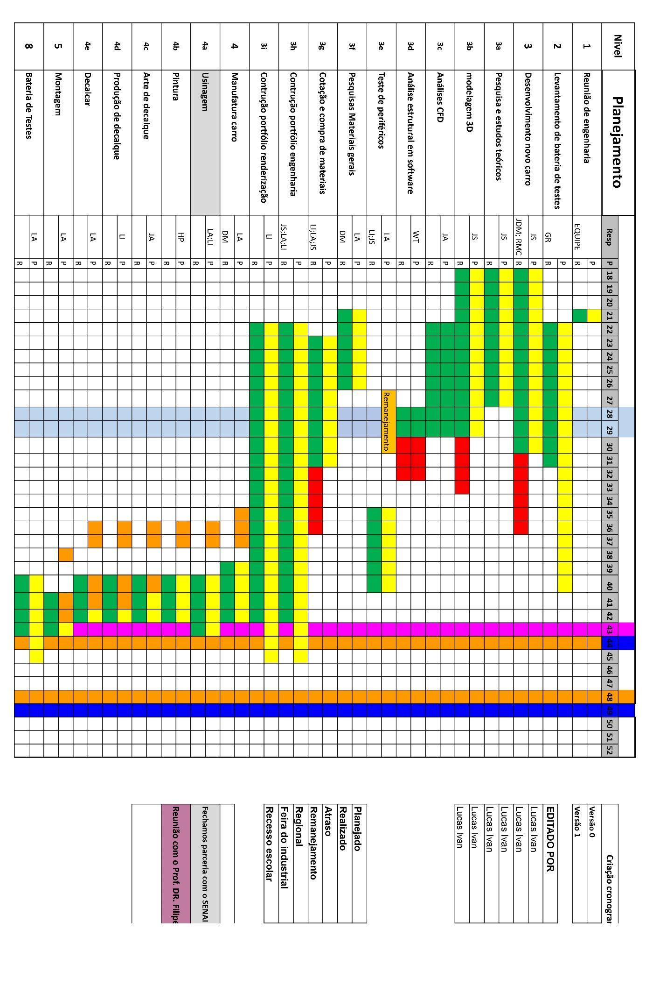 Nivel Planejamento Resp P 18 19 20 21 22 23 24 25 26 27 28 29 30 31 32 33 34 35 36 37 38 39 40 41 42 43 44 45 46 47 48 49 50 51 52
1 Reunião de engenharia P
EQUIPE R
2 Levantamento de bateria de testes P
GR R
3 Desenvolvimento novo carro JS P
JDM; RMC R
3a Pesquisa e estudos teóricos JS P
R
3b modelagem 3D JS P
R
3c Análises CFD JA
3d Análise estrutural em software WT P
R
3e Teste de periféricos LA P Remanejamento
LI;JS R
3f Pesquisas Materiais gerais LA P
DM R
3g Cotação e compra de materiais P
LI;LA;JS R
3h Contrução portfólio engenharia P
JS;LA;LI R
3i Contrução portfólio renderização LI P
R
4 Manufatura carro LA P
DM R
4a Usinagem LA;LI P
R
4b Pintura HP P
R
4c Arte de decalque JA P
R
4d Produção de decalque LI P
R
4e Decalcar LA P
R
5 Montagem LA P
R
8 Bateria de Testes LA P
R
Criação cronogra
Versão 0
Versão 1
EDITADO POR
Lucas Ivan
Lucas Ivan
Lucas Ivan
Lucas Ivan
Lucas Ivan
Lucas Ivan
Planejado
Realizado
Atraso
Remanejamento
Regional
Feira do industrial
Recesso escolar
Fechamos parceria com o SENAI
Reunião com o Prof. DR. Filipe